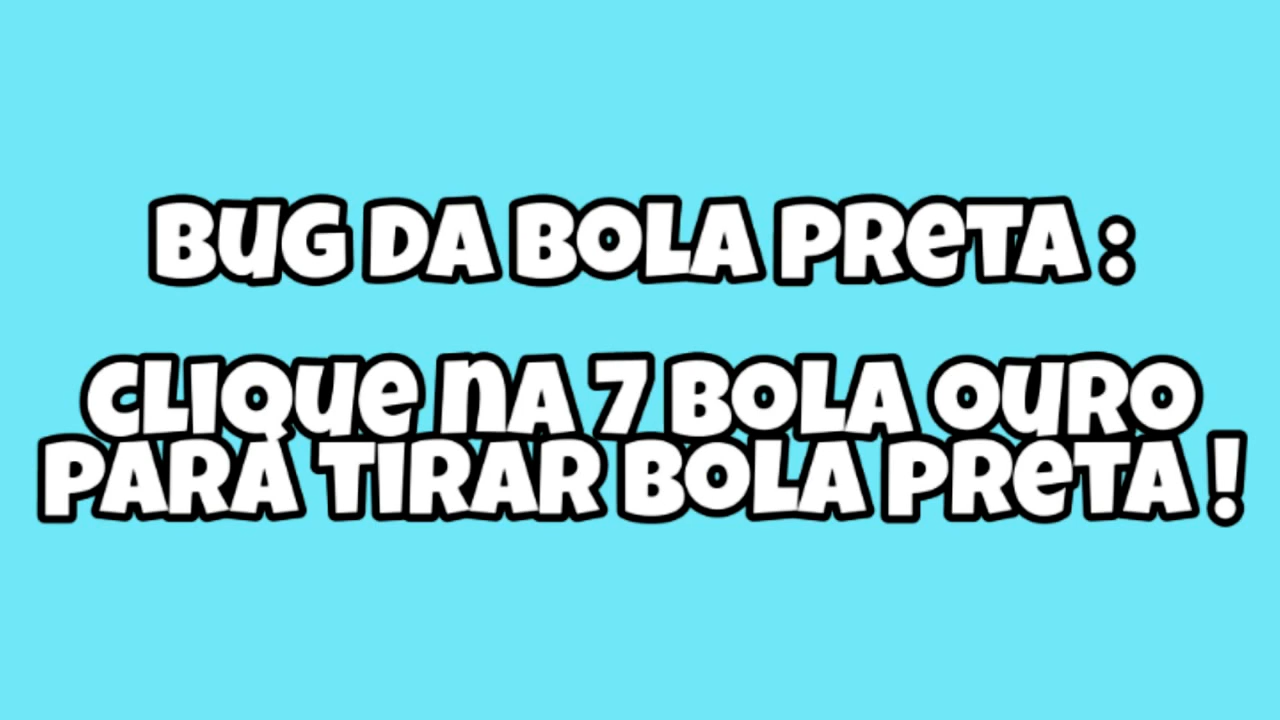 BUG DA BOLA PRETA :
CLIQUE NA 7 BOLA OURO
PARA TIRAR BOLA PRETA !